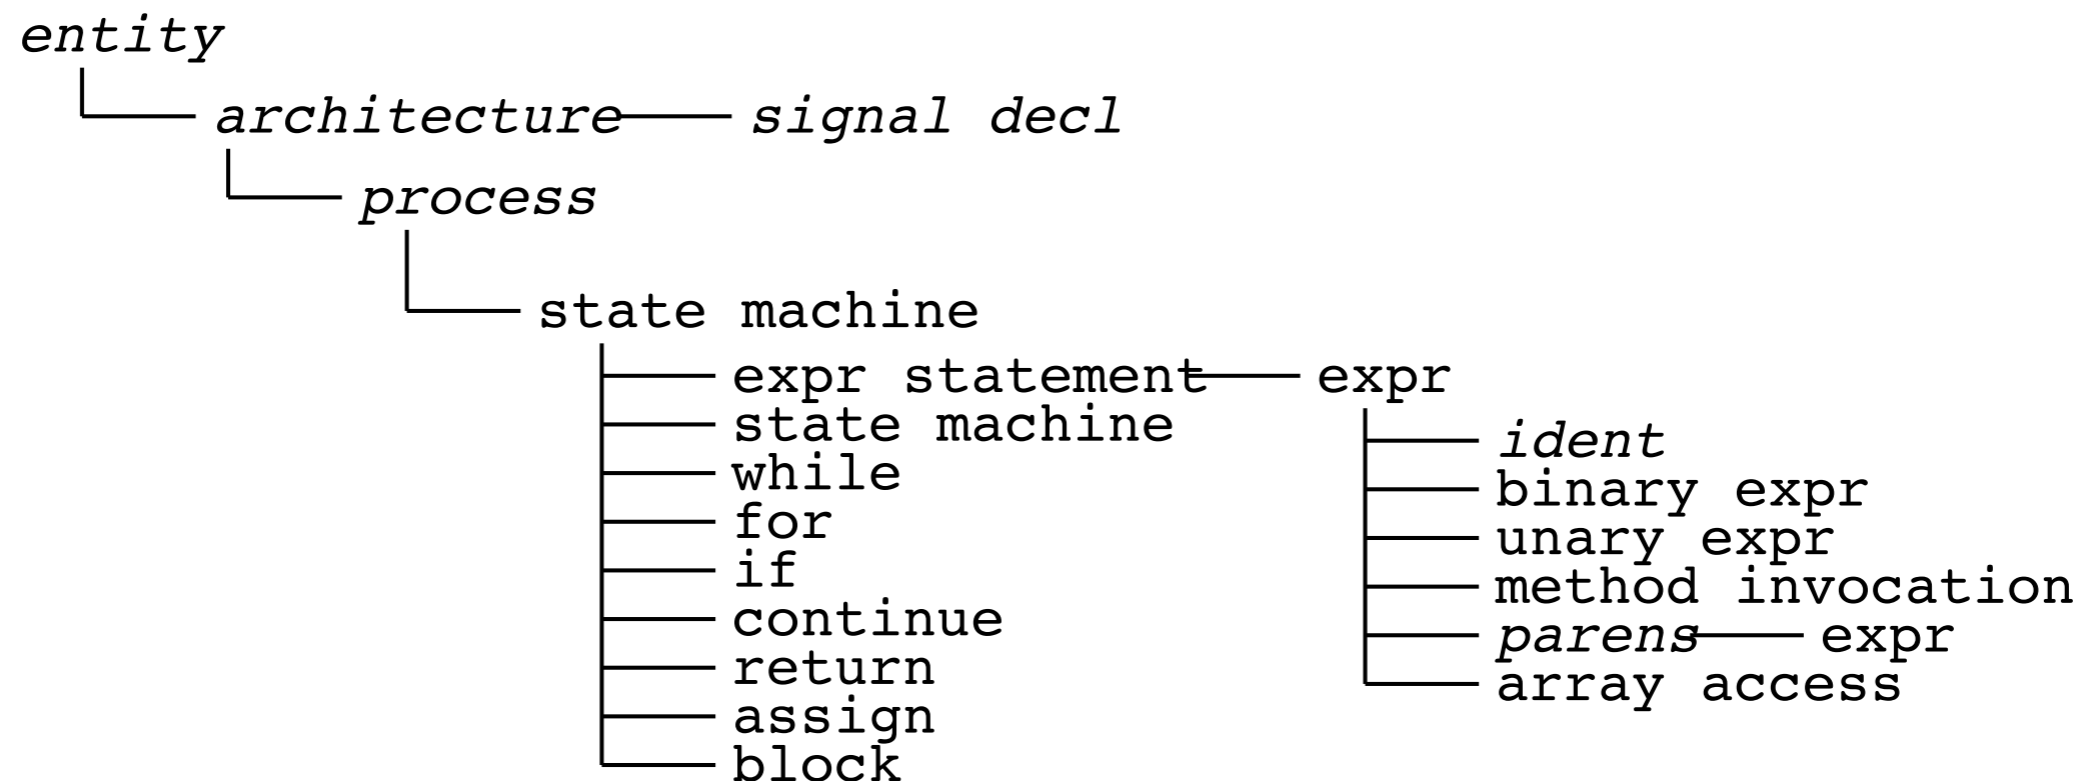 entity
architecture signal decl
process
state machine
expr statement expr
state machine
ident
while
binary expr
for
unary expr
if
method invocation
continue
parens expr
return
array access
assign
block